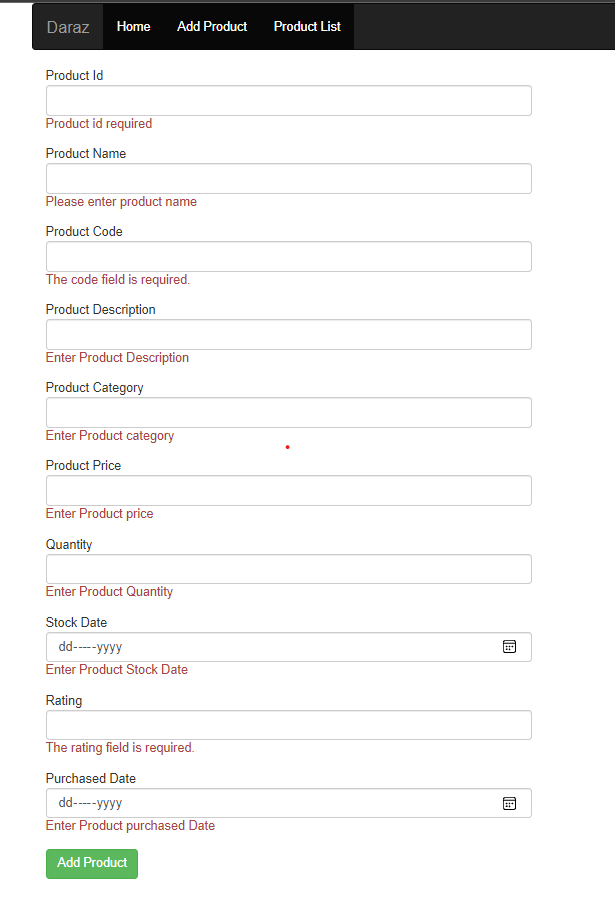 Daraz Home Add Product Product List
Product Id
Product id required
Product Name
Please enter product name
Product Code
The code field is required.
Product Description
Enter Product Description
Product Category
Enter Product category
Product Price
Enter Product price
Quantity
Enter Product Quantity
Stock Date
dd-----yyyy
Enter Product Stock Date
Rating
The rating field is required.
Purchased Date
dd-----yyyy
Enter Product purchased Date
Add Product